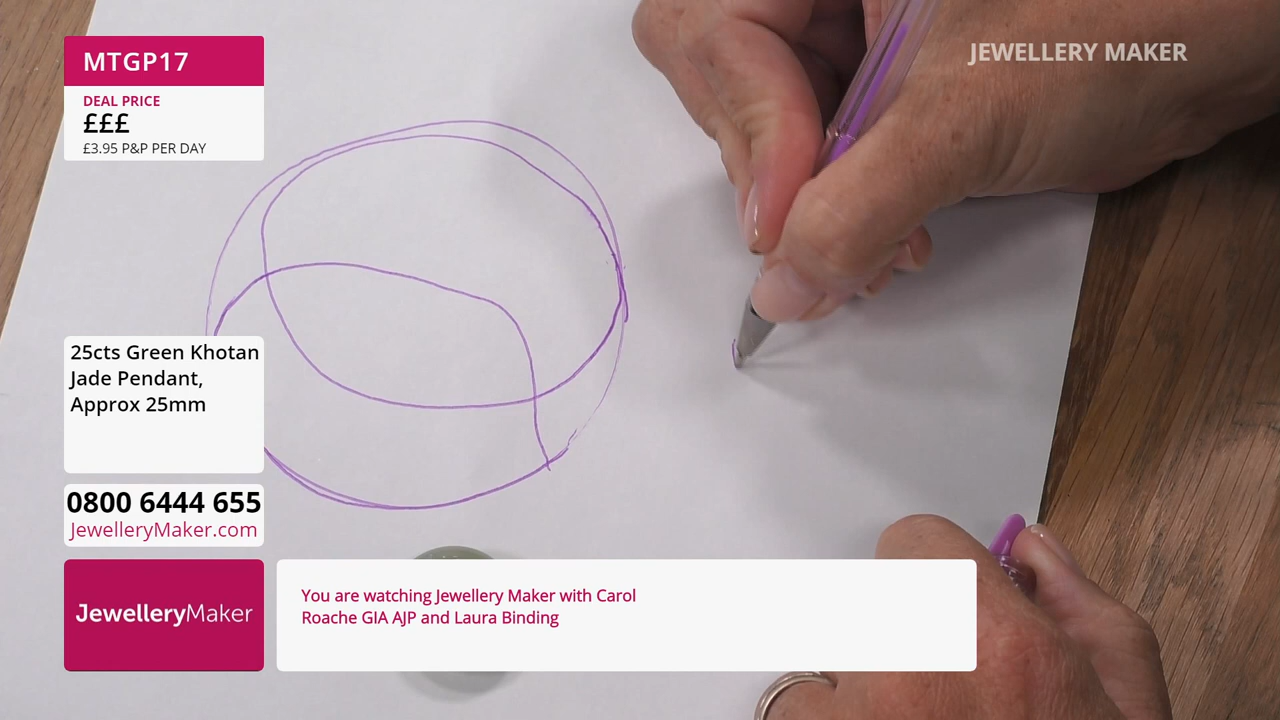 MTGP17
DEAL PRICE
£££
£3.95 P&P PER DAY
JEWELLERY MAKER
25cts Green Khotan
Jade Pendant,
Approx 25mm
0800 6444 655
JewelleryMaker.com
JewelleryMaker
You are watching Jewellery Maker with Carol
Roache GIA AJP and Laura Binding